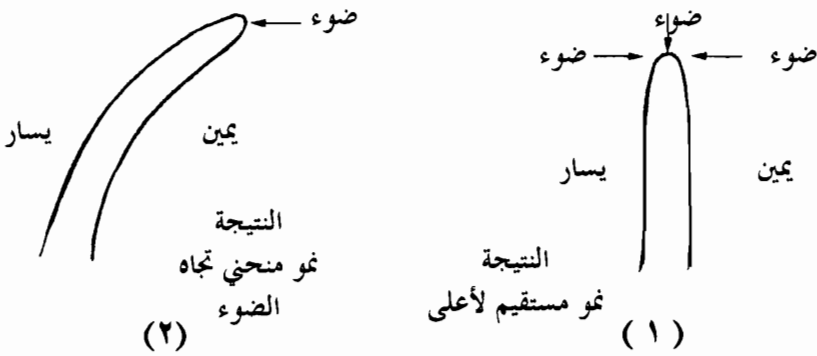 ضوء
ضوء
ضوء
يمين
يسار
النتيجة
نمو مستقيم لأعلى
( ١ )
ضوء
يمين
يسار
النتيجة
نمو منحني تجاه
الضوء
(٢)